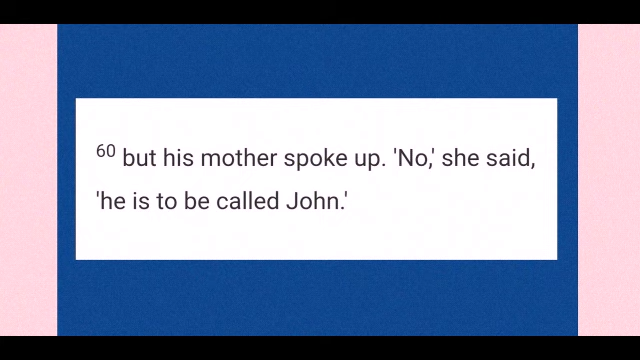 60 but his mother spoke up. 'No,' she said,
'he is to be called John.'